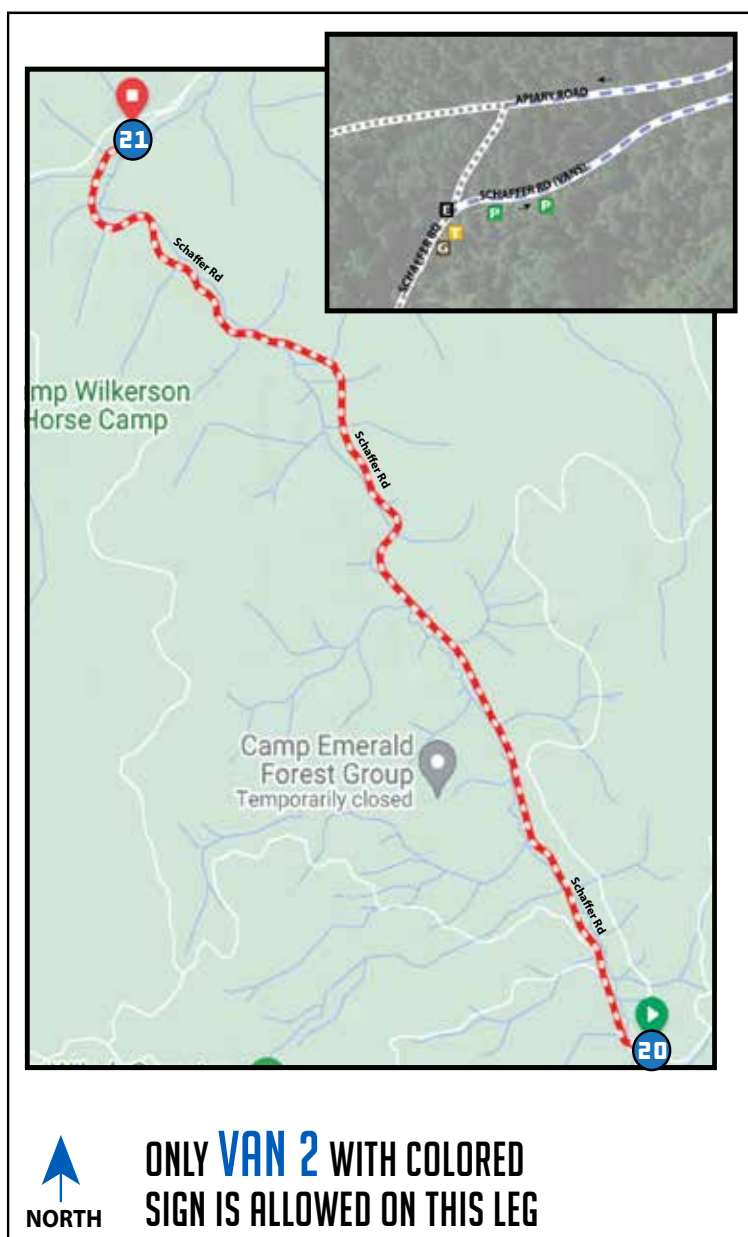 APIARY ROAD
SCHAFFER RD (VANS)
E
P
P
T
G
SCHAFFER RD
21
Schaffer Rd
mp Wilkerson
Horse Camp
Schaffer Rd
Camp Emerald
Forest Group
Temporarily closed
Schaffer Rd
20
NORTH
ONLY VAN 2 WITH COLORED
SIGN IS ALLOWED ON THIS LEG